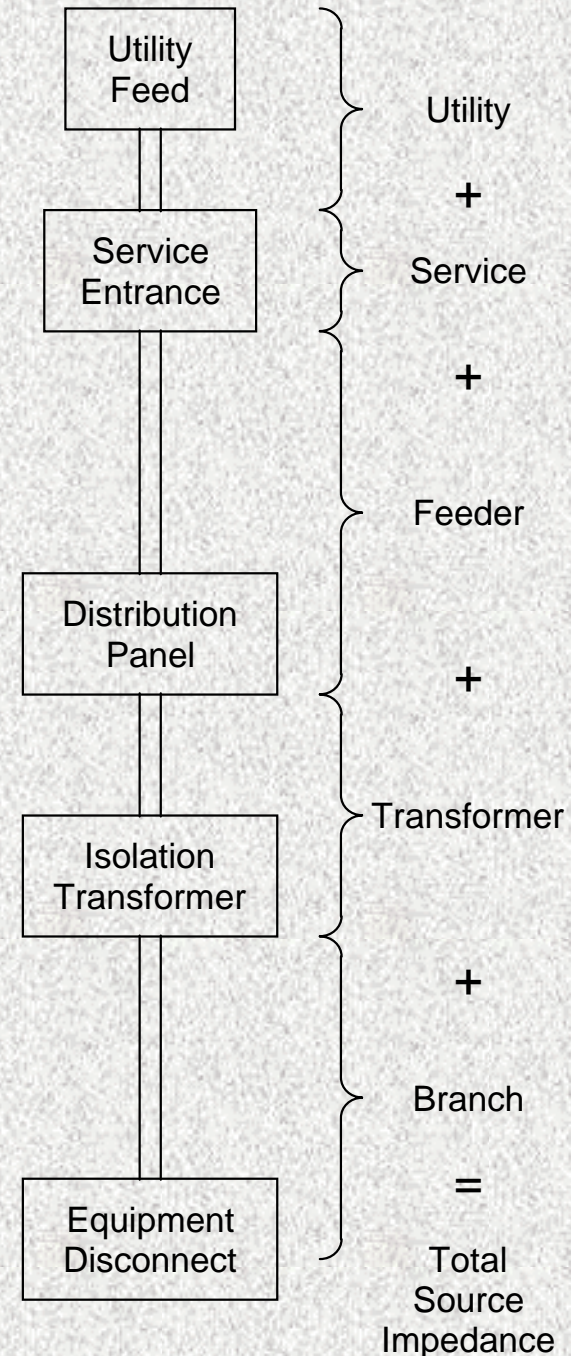 Utility
Feed
Utility
+
Service
Entrance
Service
+
Feeder
Distribution
Panel
+
Transformer
Isolation
Transformer
+
Branch
=
Equipment
Disconnect
Total
Source
Impedance